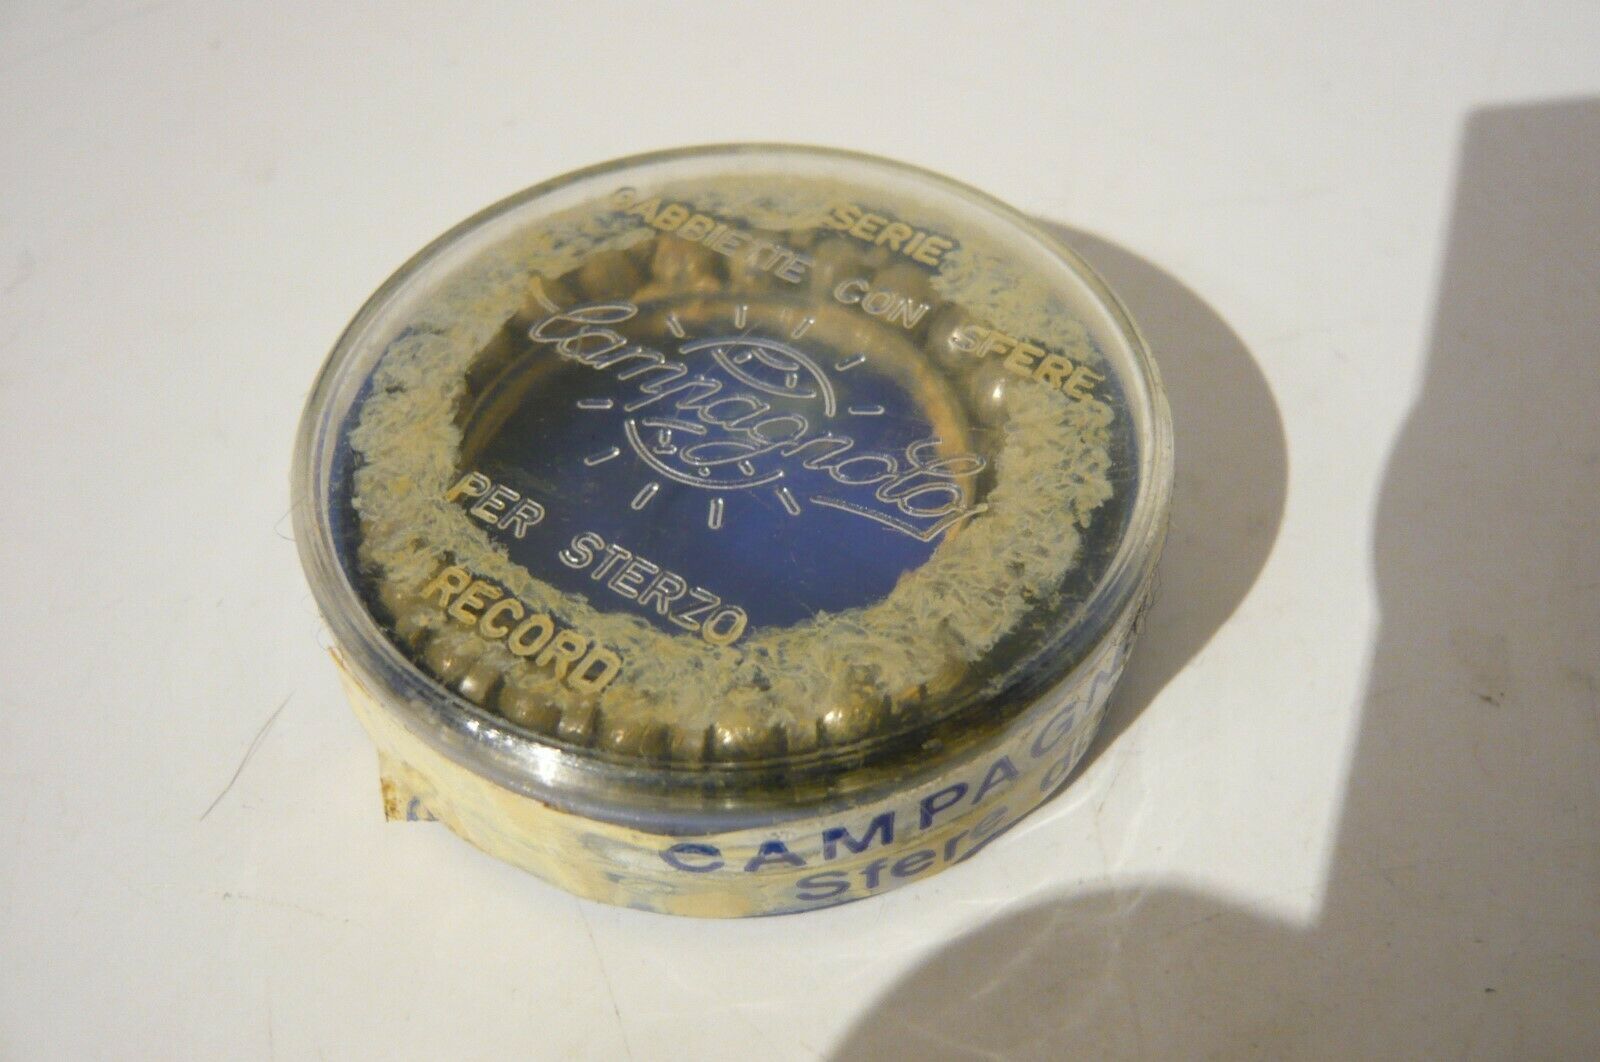 SERIE
GABBIETTE CON SFERE
Campagnolo
PER STERZO
RECORD
CAMPAGN
Sfere